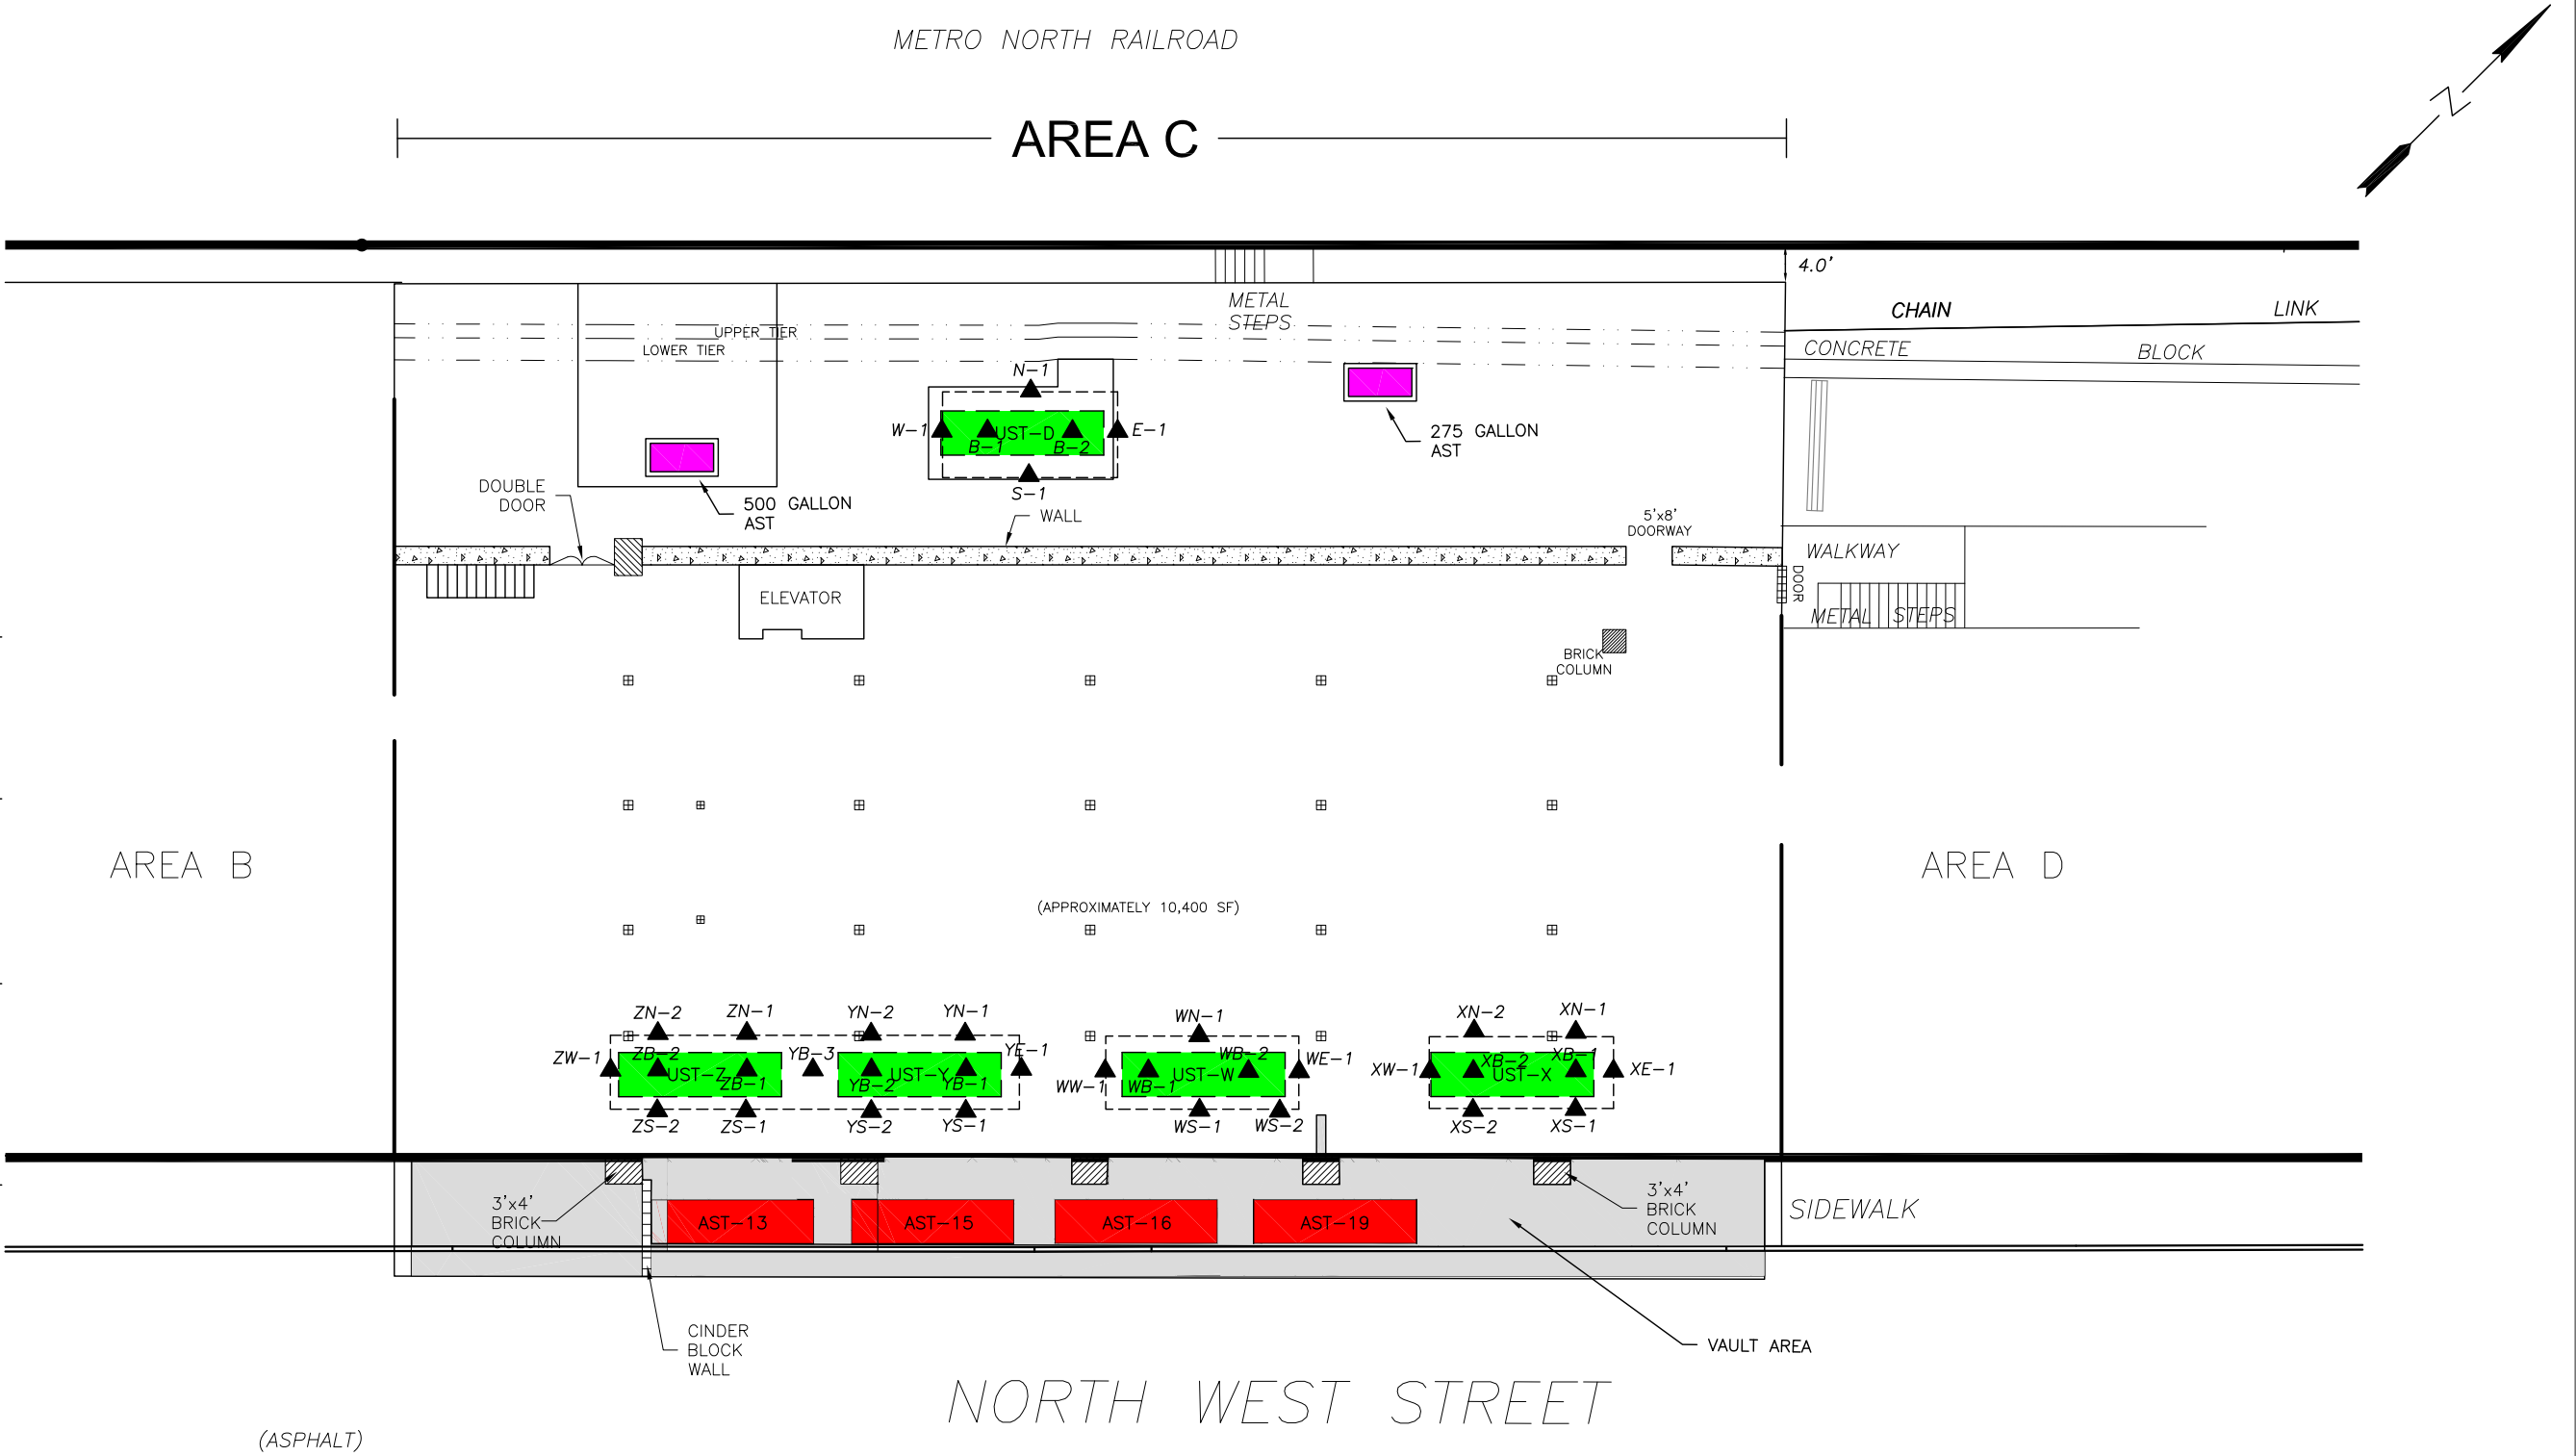 METRO NORTH RAILROAD
AREA C
N
4.0'
METAL
STEPS
CHAIN LINK
UPPER TIER
LOWER TIER
CONCRETE BLOCK
N-1
W-1
UST-D
E-1
B-1
B-2
S-1
275 GALLON
AST
DOUBLE
DOOR
500 GALLON
AST
WALL
5'x8'
DOORWAY
WALKWAY
DOOR
METAL STEPS
ELEVATOR
BRICK
COLUMN
AREA B
AREA D
(APPROXIMATELY 10,400 SF)
ZN-2
ZN-1
YN-2
YN-1
WN-1
XN-2
XN-1
ZW-1
ZB-2
UST-Z
ZB-1
YB-3
YB-2
UST-Y
YB-1
YE-1
WW-1
WB-1
UST-W
WB-2
WE-1
XW-1
XB-2
UST-X
XB-1
XE-1
ZS-2
ZS-1
YS-2
YS-1
WS-1
WS-2
XS-2
XS-1
3'x4'
BRICK
COLUMN
AST-13
AST-15
AST-16
AST-19
3'x4'
BRICK
COLUMN
SIDEWALK
CINDER
BLOCK
WALL
VAULT AREA
NORTH WEST STREET
(ASPHALT)